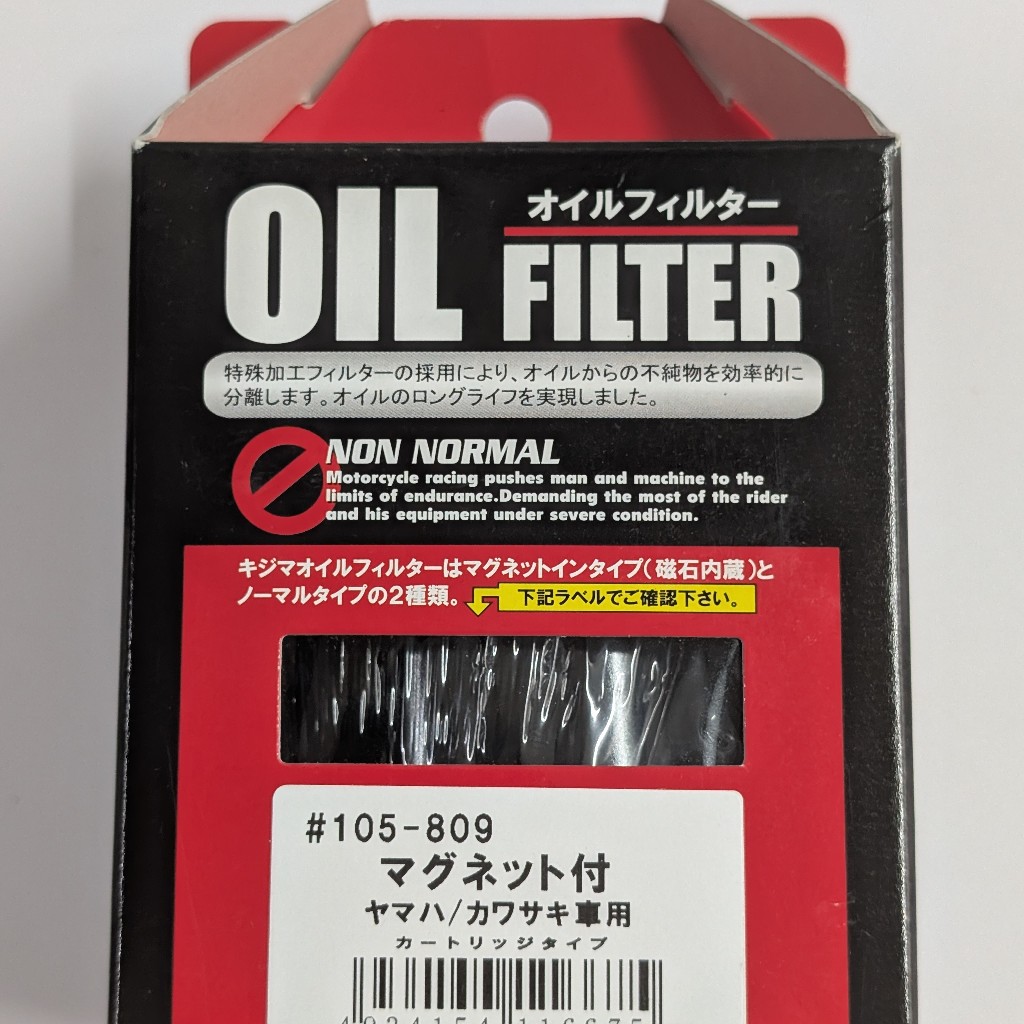 オイルフィルター
OIL FILTER
特殊加工フィルターの採用により、オイルからの不純物を効率的に
分離します。オイルのロングライフを実現しました。
NON NORMAL
Motorcycle racing pushes man and machine to the
limits of endurance.Demanding the most of the rider
and his equipment under severe condition.
キジマオイルフィルターはマグネットインタイプ(磁石内蔵)と
ノーマルタイプの2種類。
下記ラベルでご確認下さい。
#105-809
マグネット付
ヤマハ/カワサキ車用
カートリッジタイプ
4934154 116675